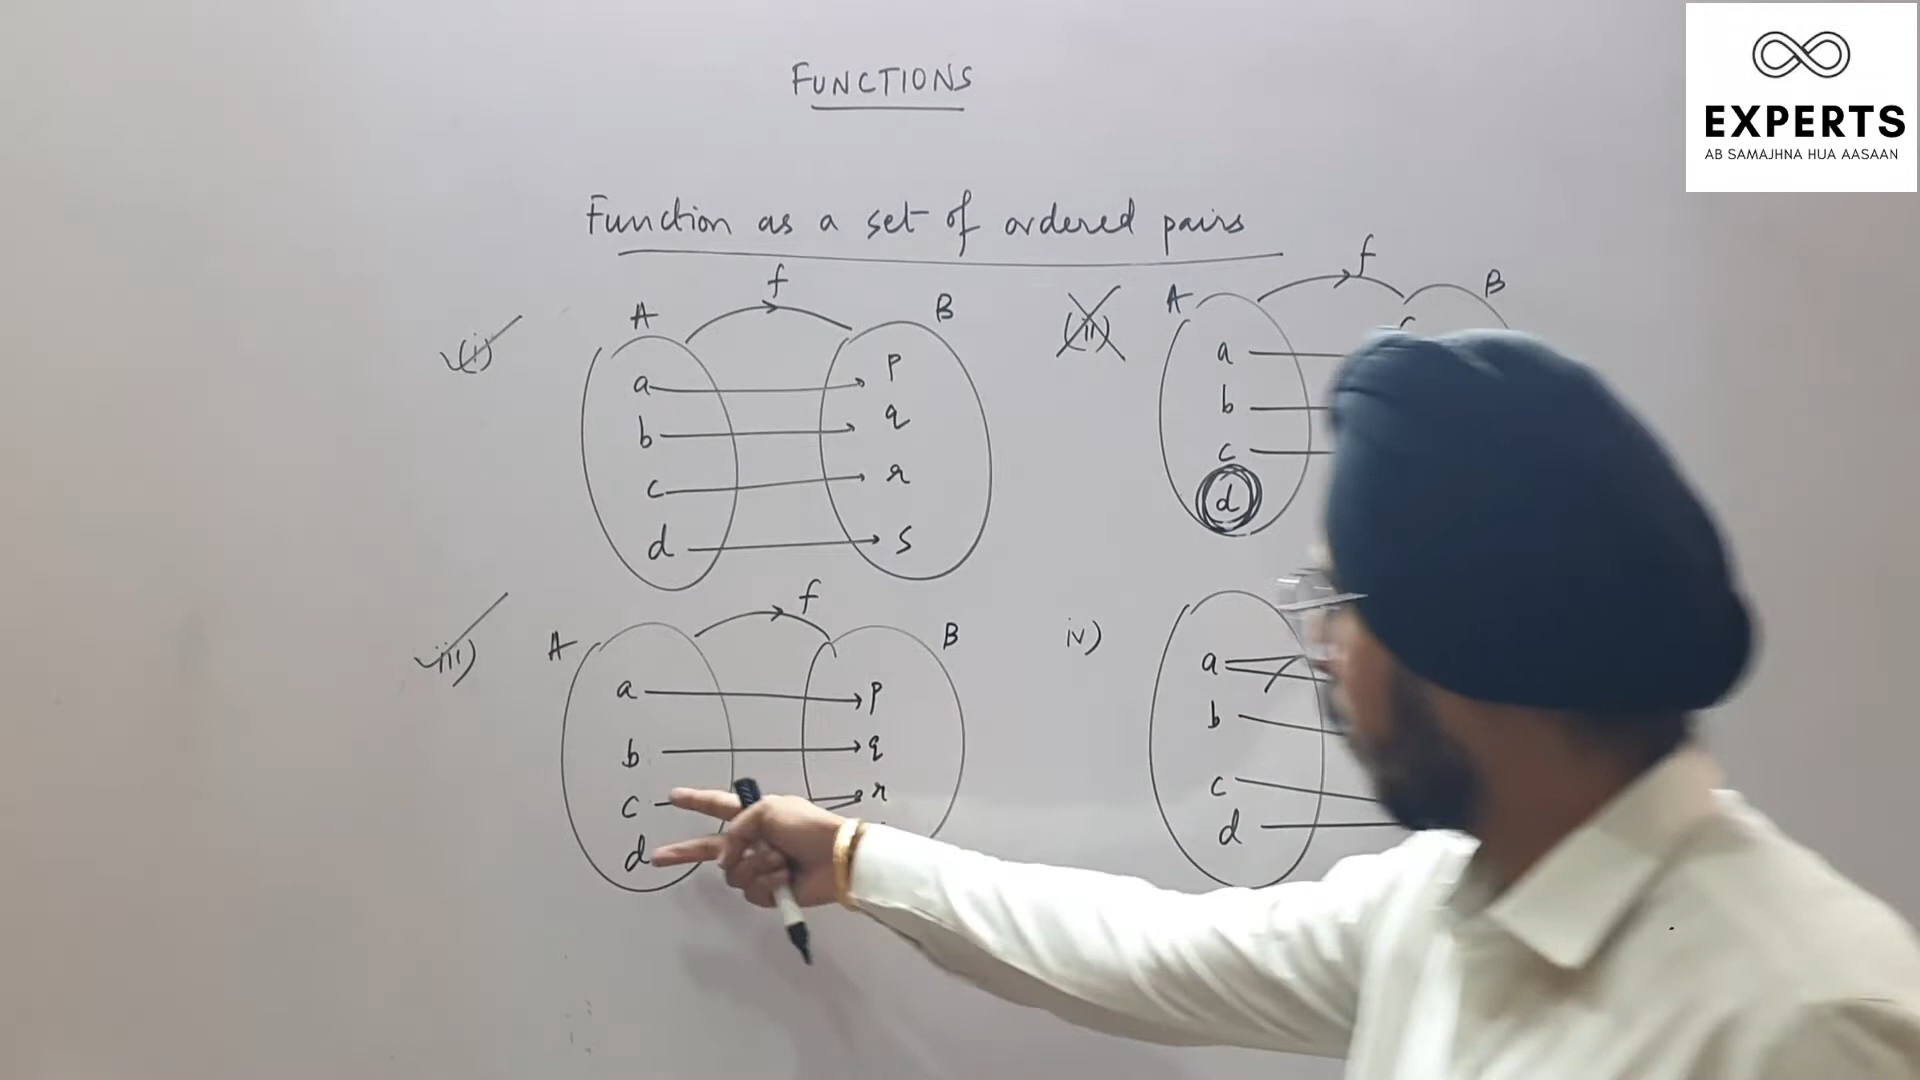 FUNCTIONS
EXPERTS
AB SAMAJHNA HUA AASAAN
Function as a set of ordered pairs
(i)
A f B
a p
b q
c r
d s
(ii)
A f B
a
b
c
d
iii)
A f B
a p
b q
c r
d
iv)
a
b
c
d